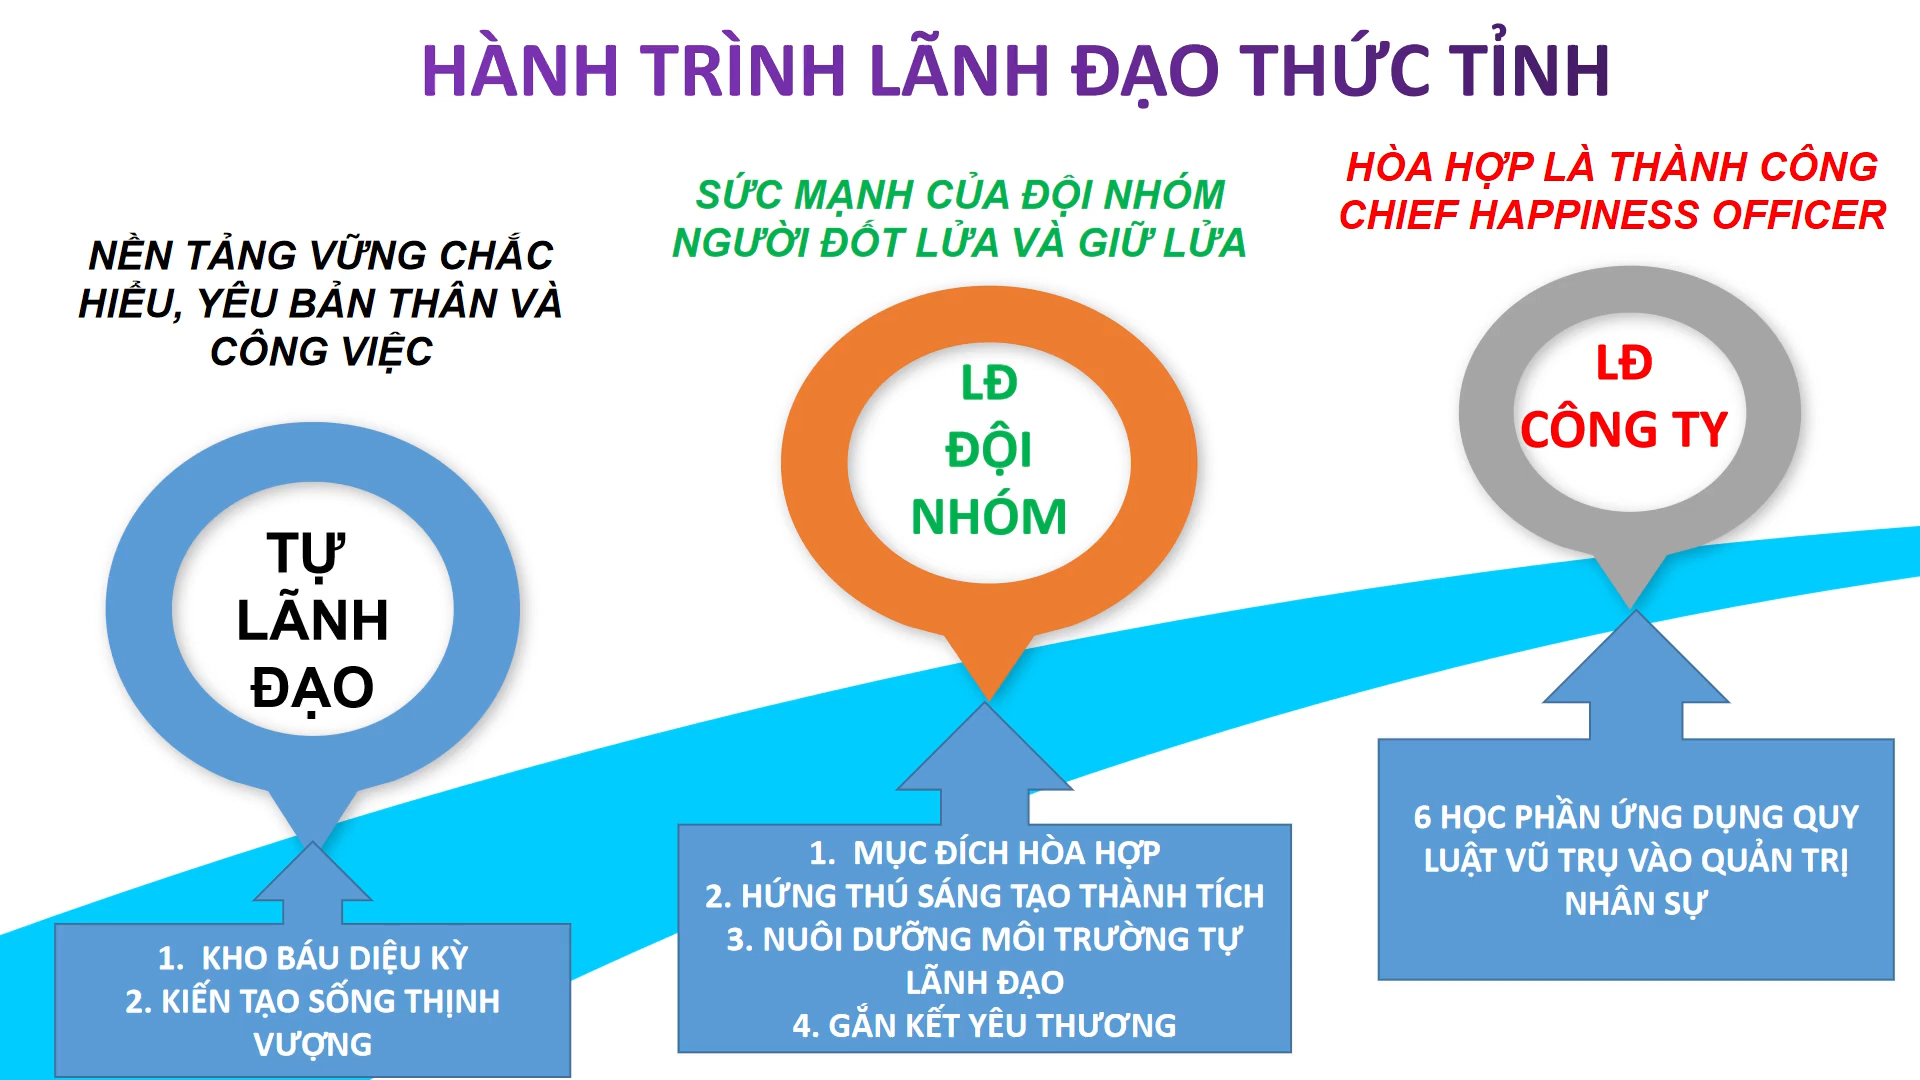 HÀNH TRÌNH LÃNH ĐẠO THỨC TỈNH
NỀN TẢNG VỮNG CHẮC
HIỂU, YÊU BẢN THÂN VÀ
CÔNG VIỆC
TỰ
LÃNH
ĐẠO
1. KHO BÁU DIỆU KỲ
2. KIẾN TẠO SỐNG THỊNH
VƯỢNG
SỨC MẠNH CỦA ĐỘI NHÓM
NGƯỜI ĐỐT LỬA VÀ GIỮ LỬA
LĐ
ĐỘI
NHÓM
1. MỤC ĐÍCH HÒA HỢP
2. HỨNG THÚ SÁNG TẠO THÀNH TÍCH
3. NUÔI DƯỠNG MÔI TRƯỜNG TỰ
LÃNH ĐẠO
4. GẮN KẾT YÊU THƯƠNG
HÒA HỢP LÀ THÀNH CÔNG
CHIEF HAPPINESS OFFICER
LĐ
CÔNG TY
6 HỌC PHẦN ỨNG DỤNG QUY
LUẬT VŨ TRỤ VÀO QUẢN TRỊ
NHÂN SỰ